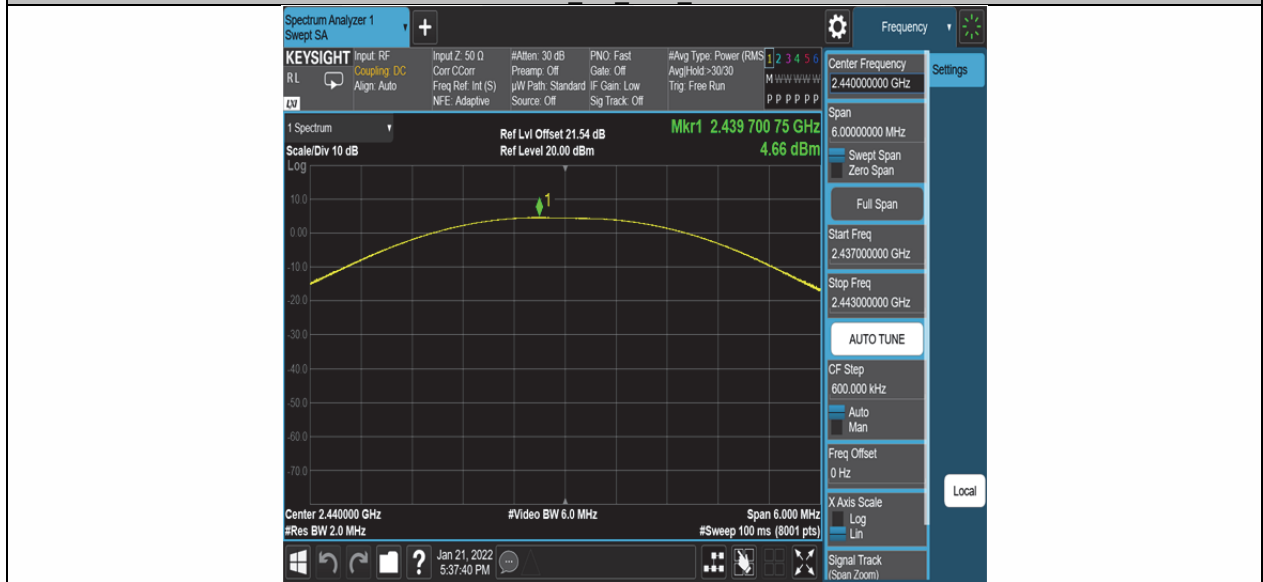 Spectrum Analyzer 1
Swept SA
+
Frequency
KEYSIGHT
RL
LXI
Input: RF
Coupling: DC
Align: Auto
Input Z: 50 Ω
Corr CCorr
Freq Ref: Int (S)
NFE: Adaptive
#Atten: 30 dB
Preamp: Off
µW Path: Standard
Source: Off
PNO: Fast
Gate: Off
IF Gain: Low
Sig Track: Off
#Avg Type: Power (RMS
Avg|Hold:>30/30
Trig: Free Run
1 2 3 4 5 6
M W W W W W
P P P P P P
1 Spectrum
Scale/Div 10 dB
Log
Ref Lvl Offset 21.54 dB
Ref Level 20.00 dBm
Mkr1 2.439 700 75 GHz
4.66 dBm
1
10.0
0.00
-10.0
-20.0
-30.0
-40.0
-50.0
-60.0
-70.0
Center 2.440000 GHz
#Res BW 2.0 MHz
#Video BW 6.0 MHz
Span 6.000 MHz
#Sweep 100 ms (8001 pts)
?
Jan 21, 2022
5:37:40 PM
Center Frequency
2.440000000 GHz
Span
6.00000000 MHz
Swept Span
Zero Span
Full Span
Start Freq
2.437000000 GHz
Stop Freq
2.443000000 GHz
AUTO TUNE
CF Step
600.000 kHz
Auto
Man
Freq Offset
0 Hz
X Axis Scale
Log
Lin
Signal Track
(Span Zoom)
Settings
Local